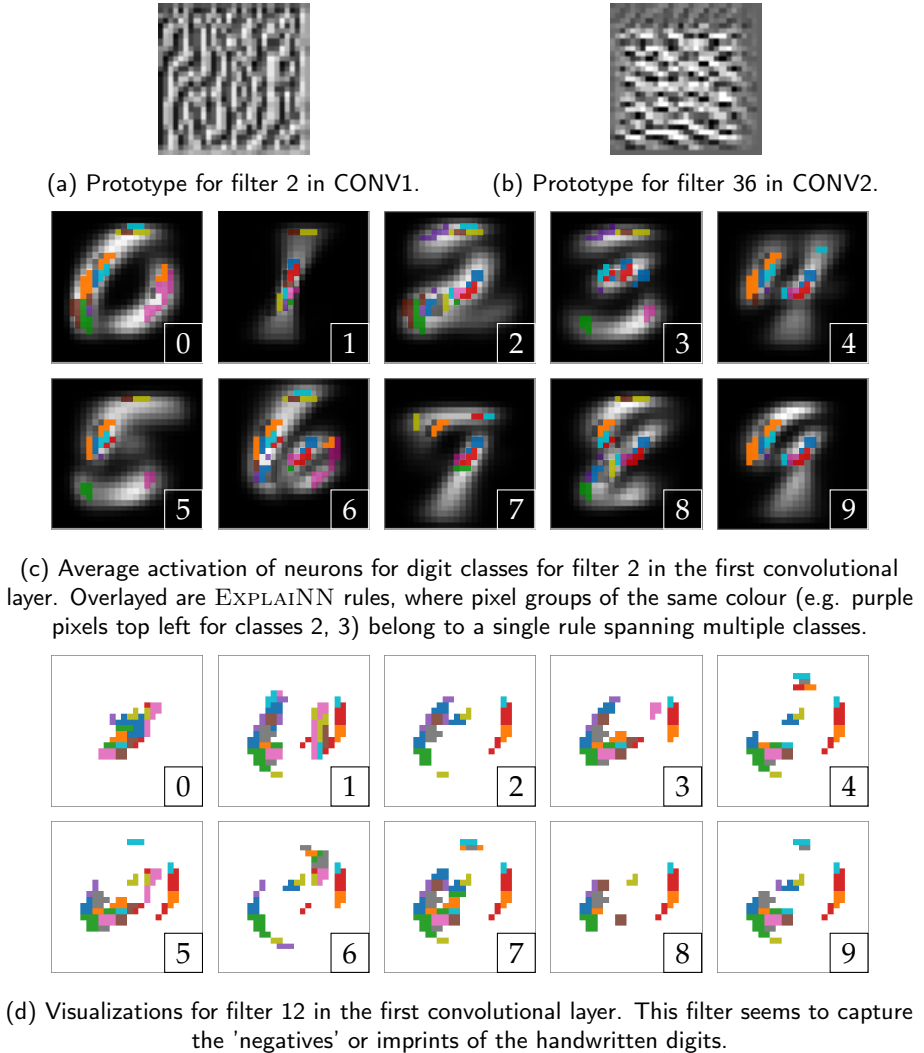 (a) Prototype for filter 2 in CONV1.
(b) Prototype for filter 36 in CONV2.
0 1 2 3 4
5 6 7 8 9
(c) Average activation of neurons for digit classes for filter 2 in the first convolutional
layer. Overlayed are EXPLAINN rules, where pixel groups of the same colour (e.g. purple
pixels top left for classes 2, 3) belong to a single rule spanning multiple classes.
0 1 2 3 4
5 6 7 8 9
(d) Visualizations for filter 12 in the first convolutional layer. This filter seems to capture
the 'negatives' or imprints of the handwritten digits.